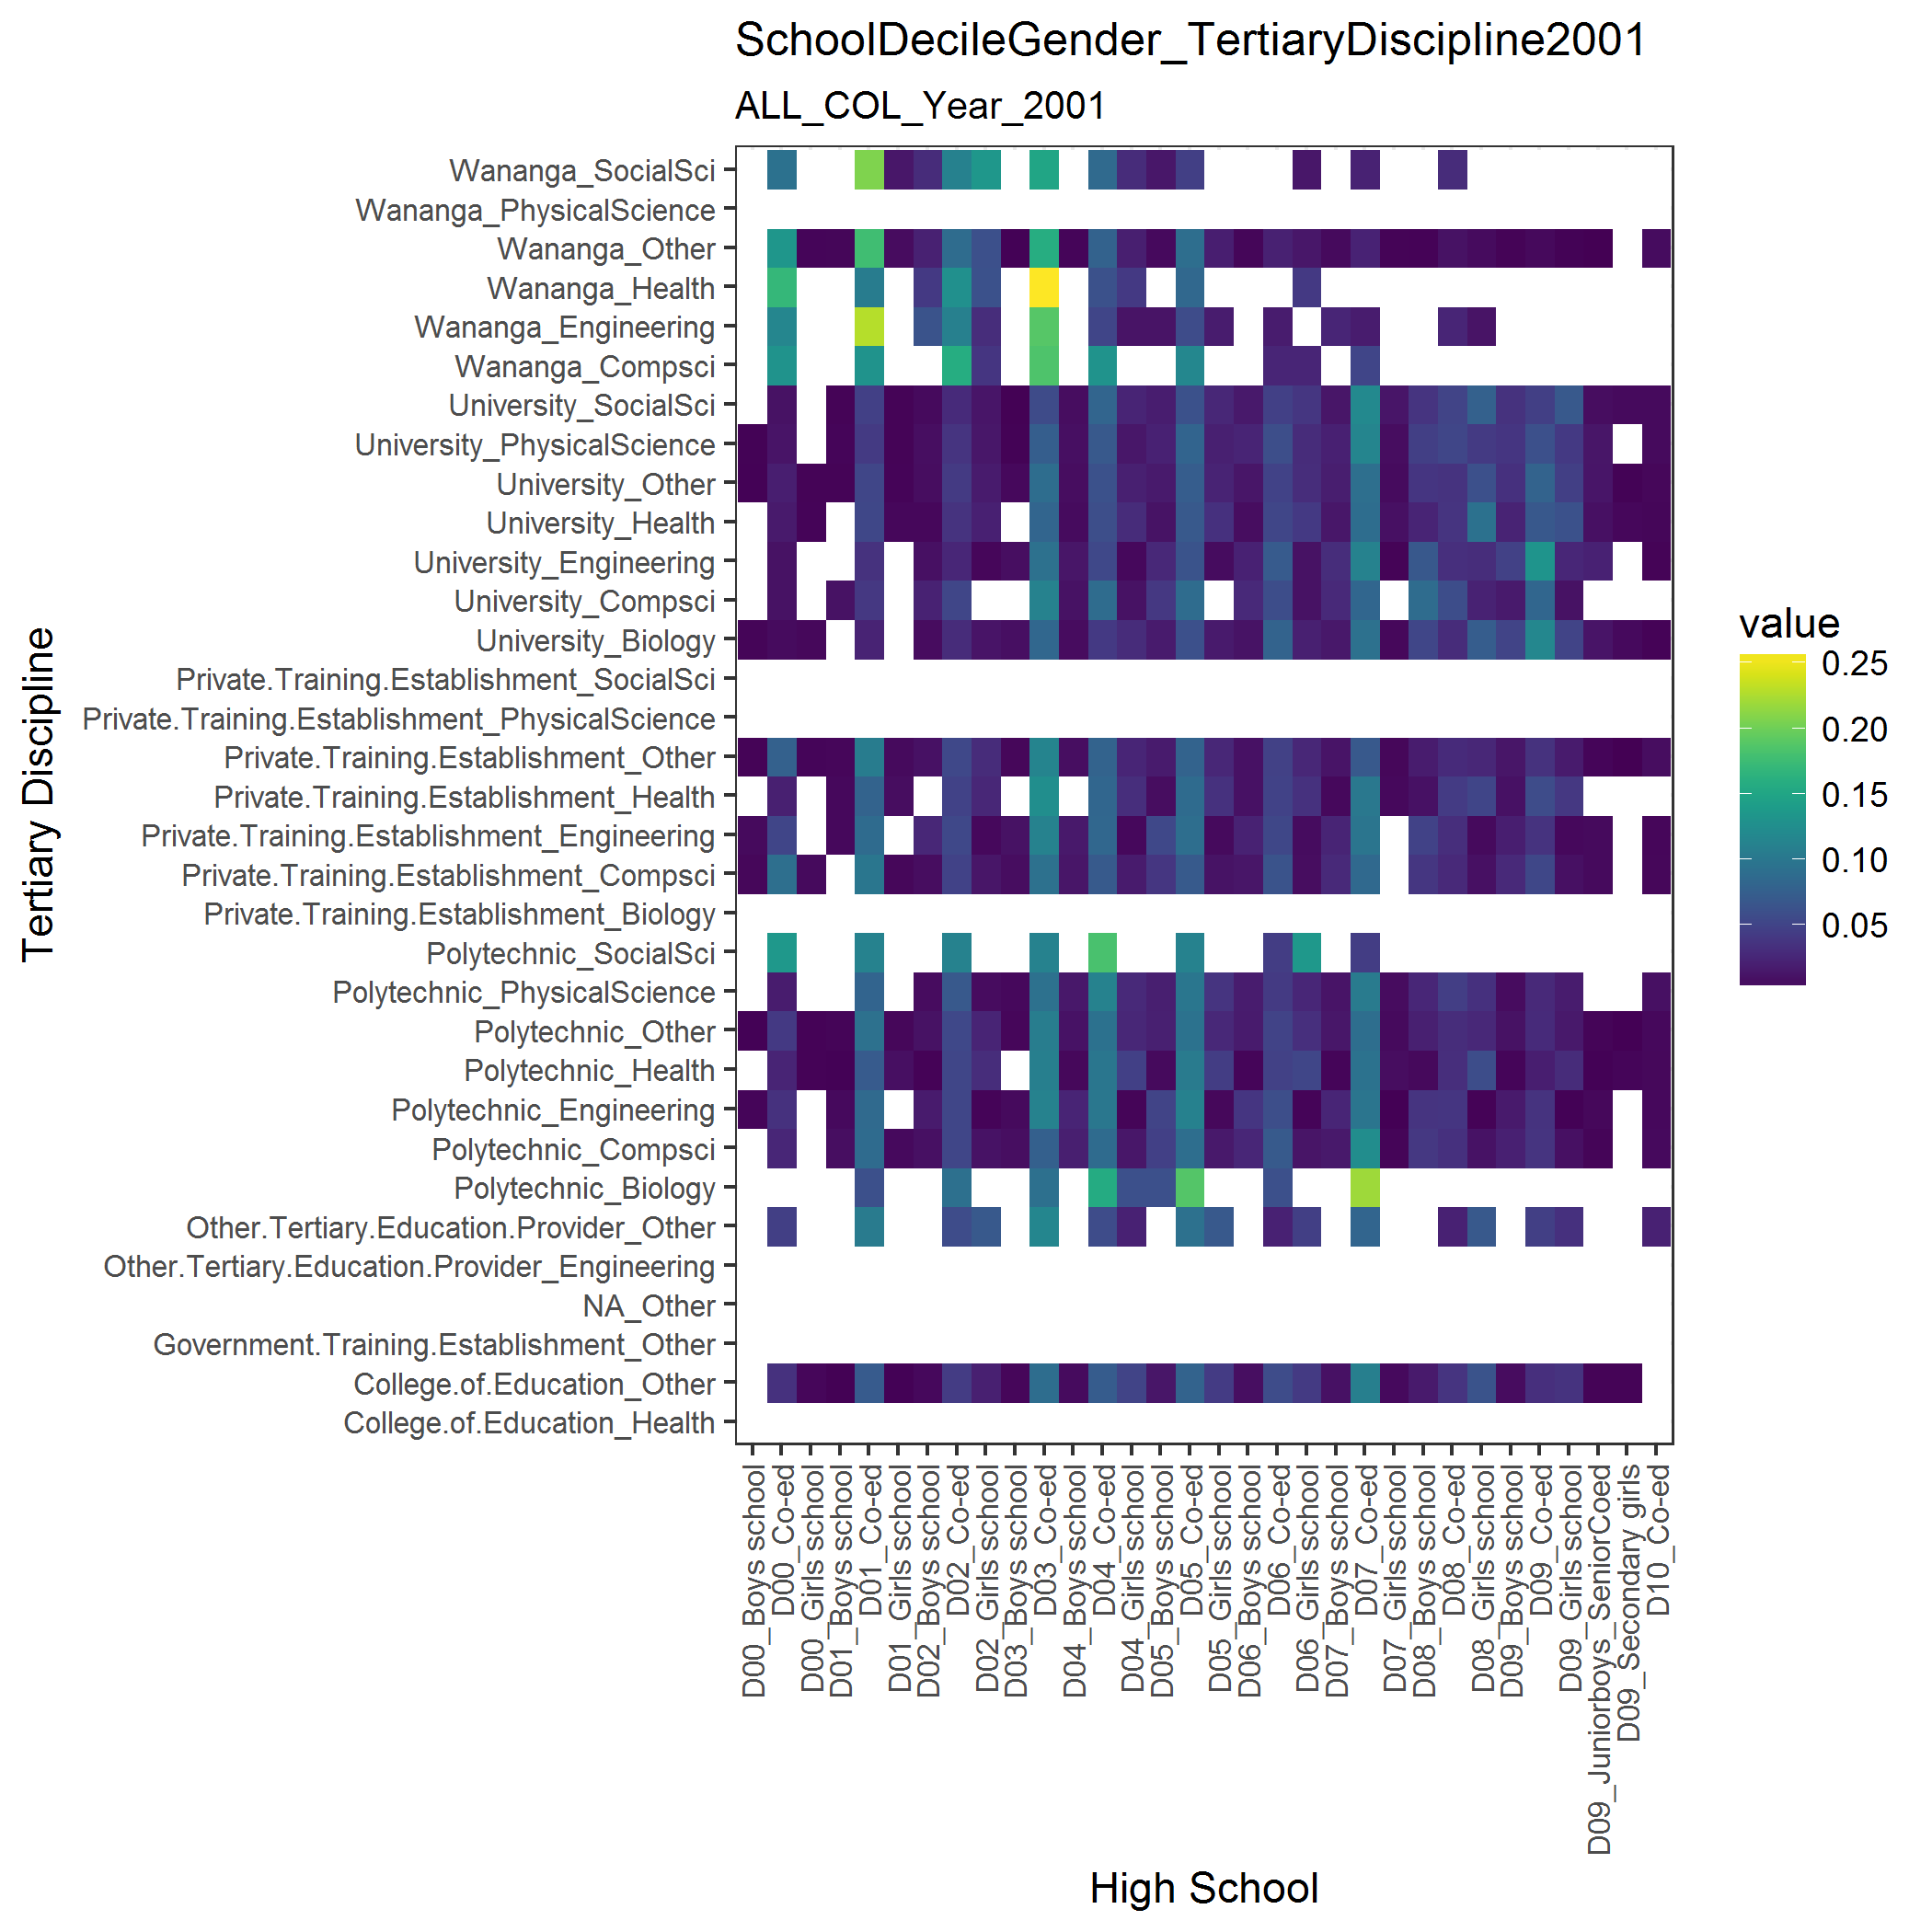 SchoolDecileGender_TertiaryDiscipline2001
ALL_COL_Year_2001
Wananga_SocialSci
Wananga_PhysicalScience
Wananga_Other
Wananga_Health
Wananga_Engineering
Wananga_Compsci
University_SocialSci
University_PhysicalScience
University_Other
University_Health
University_Engineering
University_Compsci
University_Biology
Private.Training.Establishment_SocialSci
Private.Training.Establishment_PhysicalScience
Private.Training.Establishment_Other
Private.Training.Establishment_Health
Private.Training.Establishment_Engineering
Private.Training.Establishment_Compsci
Private.Training.Establishment_Biology
Polytechnic_SocialSci
Polytechnic_PhysicalScience
Polytechnic_Other
Polytechnic_Health
Polytechnic_Engineering
Polytechnic_Compsci
Polytechnic_Biology
Other.Tertiary.Education.Provider_Other
Other.Tertiary.Education.Provider_Engineering
NA_Other
Government.Training.Establishment_Other
College.of.Education_Other
College.of.Education_Health
Tertiary Discipline
D00_Boys school
D00_Co-ed
D00_Girls school
D01_Boys school
D01_Co-ed
D01_Girls school
D02_Boys school
D02_Co-ed
D02_Girls school
D03_Boys school
D03_Co-ed
D04_Boys school
D04_Co-ed
D04_Girls school
D05_Boys school
D05_Co-ed
D05_Girls school
D06_Boys school
D06_Co-ed
D06_Girls school
D07_Boys school
D07_Co-ed
D07_Girls school
D08_Boys school
D08_Co-ed
D08_Girls school
D09_Boys school
D09_Co-ed
D09_Girls school
D09_Juniorboys_SeniorCoed
D09_Secondary girls
D10_Co-ed
High School
value
0.25
0.20
0.15
0.10
0.05